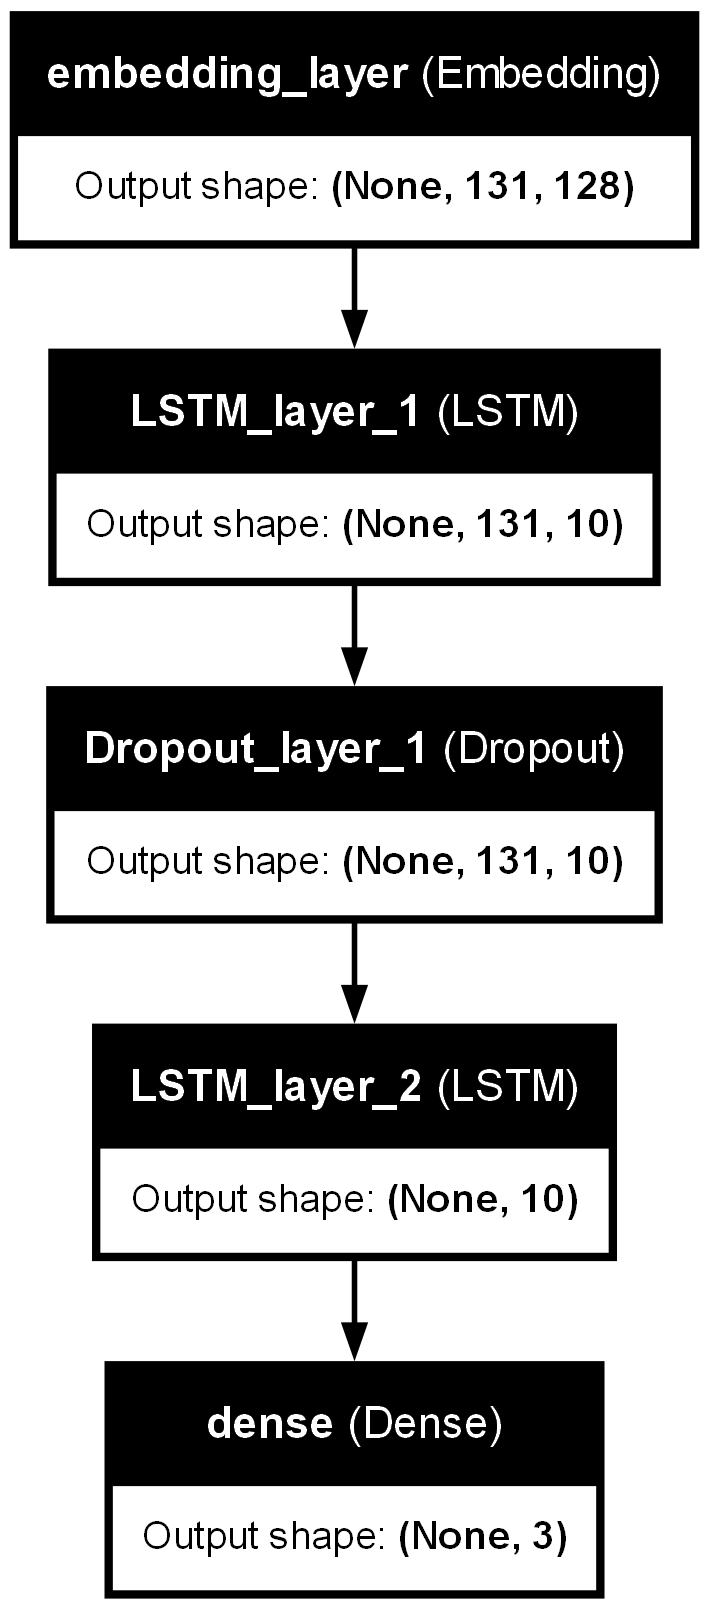 embedding_layer (Embedding)
Output shape: (None, 131, 128)
LSTM_layer_1 (LSTM)
Output shape: (None, 131, 10)
Dropout_layer_1 (Dropout)
Output shape: (None, 131, 10)
LSTM_layer_2 (LSTM)
Output shape: (None, 10)
dense (Dense)
Output shape: (None, 3)